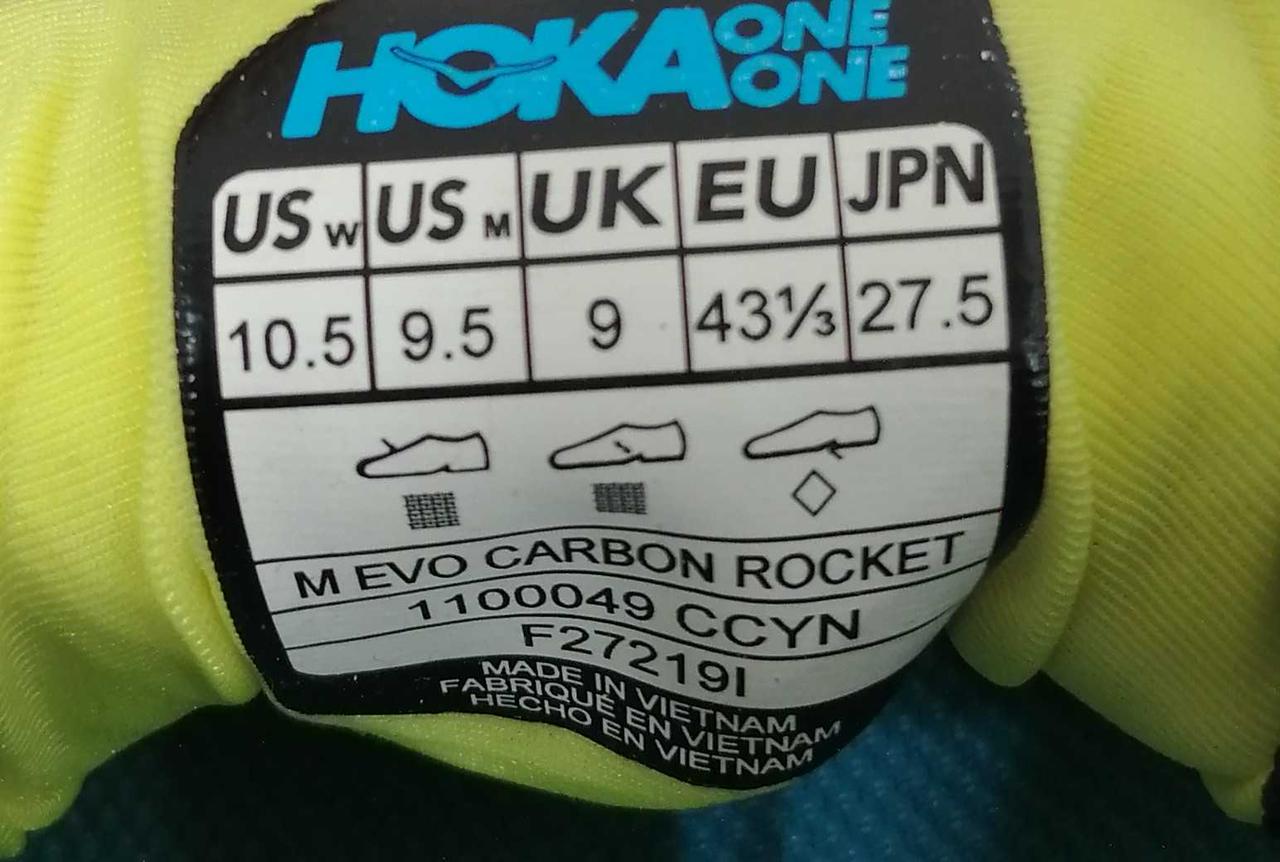 HOKA ONE ONE
US W US M UK EU JPN
10.5 9.5 9 43⅓ 27.5
M EVO CARBON ROCKET
1100049 CCYN
F27219I
MADE IN VIETNAM
FABRIQUÉ EN VIETNAM
HECHO EN VIETNAM